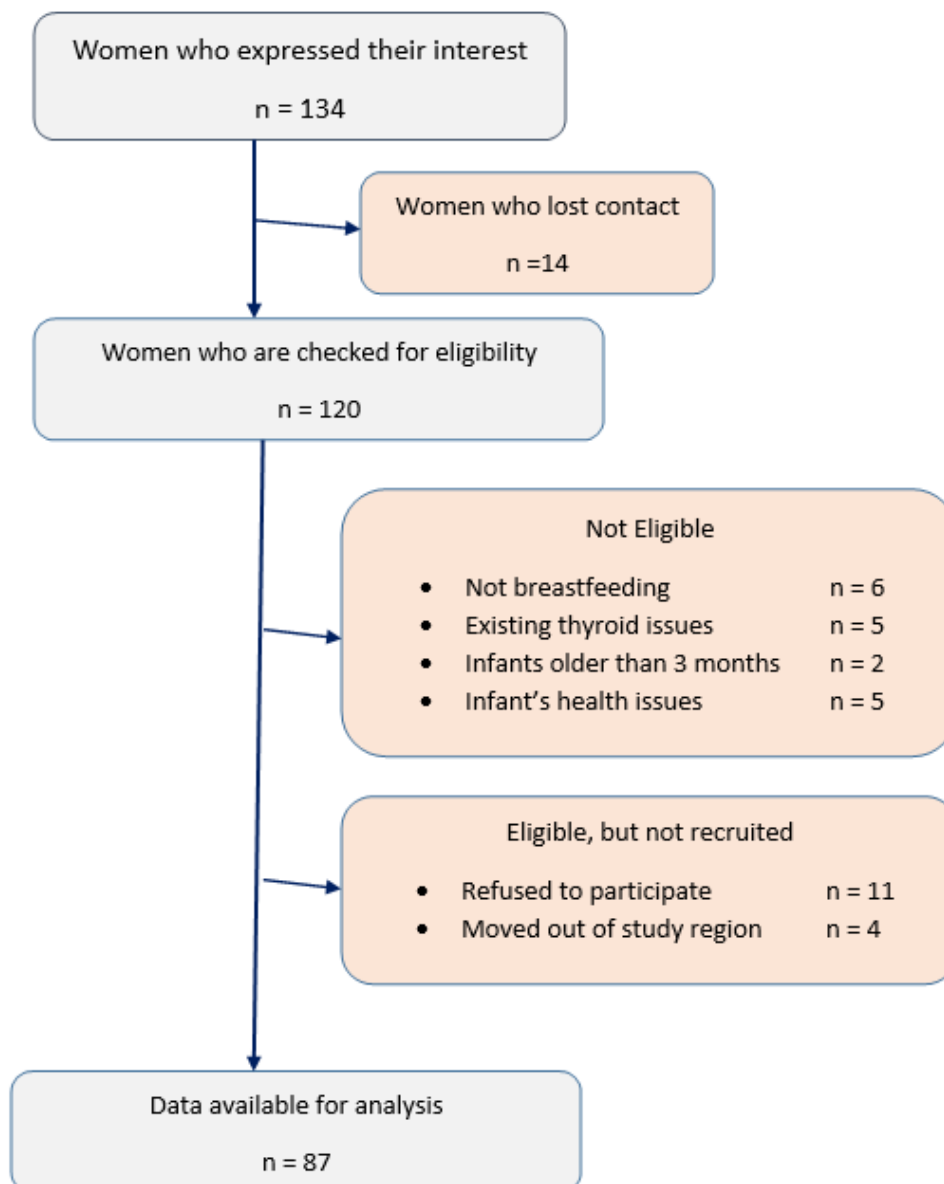 Women who expressed their interest
n = 134
Women who lost contact
n =14
Women who are checked for eligibility
n = 120
Not Eligible
• Not breastfeeding n = 6
• Existing thyroid issues n = 5
• Infants older than 3 months n = 2
• Infant’s health issues n = 5
Eligible, but not recruited
• Refused to participate n = 11
• Moved out of study region n = 4
Data available for analysis
n = 87